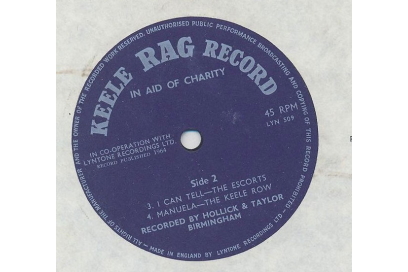 ALL RIGHTS OF THE MANUFACTURER AND OF THE OWNER OF THE RECORDED WORK RESERVED. UNAUTHORISED PUBLIC PERFORMANCE BROADCASTING AND COPYING OF THIS RECORD PROHIBITED
KEELE RAG RECORD
IN AID OF CHARITY
45 RPM
LYN 509
IN CO-OPERATION WITH
LYNTONE RECORDINGS LTD.
RECORD PUBLISHED 1964
Side 2
3. I CAN TELL—THE ESCORTS
4. MANUELA—THE KEELE ROW
RECORDED BY HOLLICK & TAYLOR
BIRMINGHAM
MADE IN ENGLAND BY LYNTONE RECORDINGS LTD